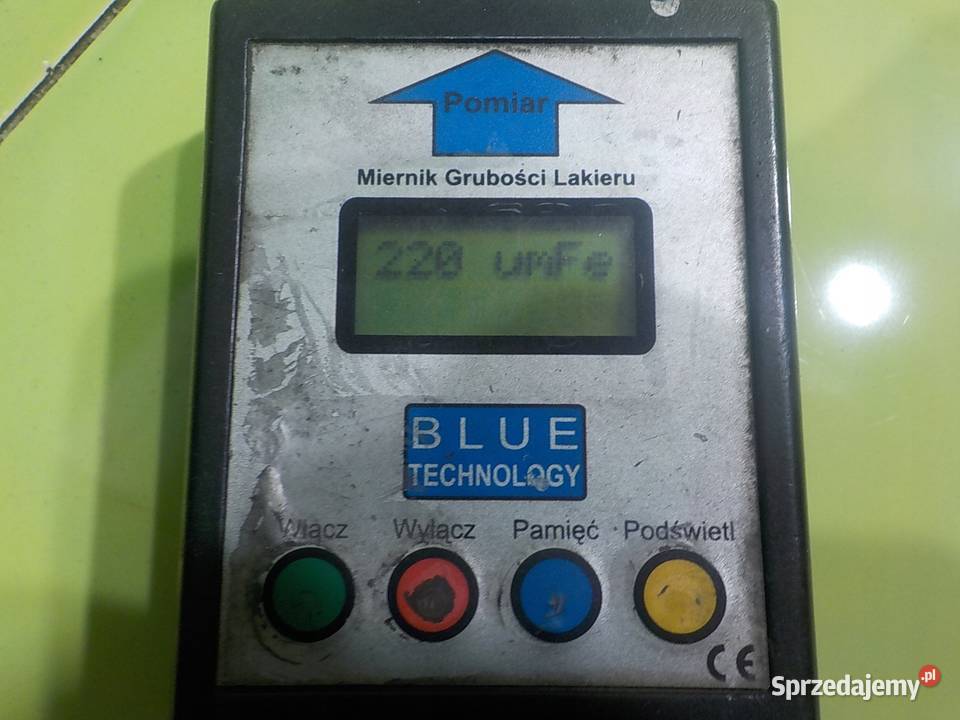 Pomiar
Miernik Grubości Lakieru
220 umFe
BLUE
TECHNOLOGY
Włącz Wyłącz Pamięć Podświetl
CE
Sprzedajemy.pl